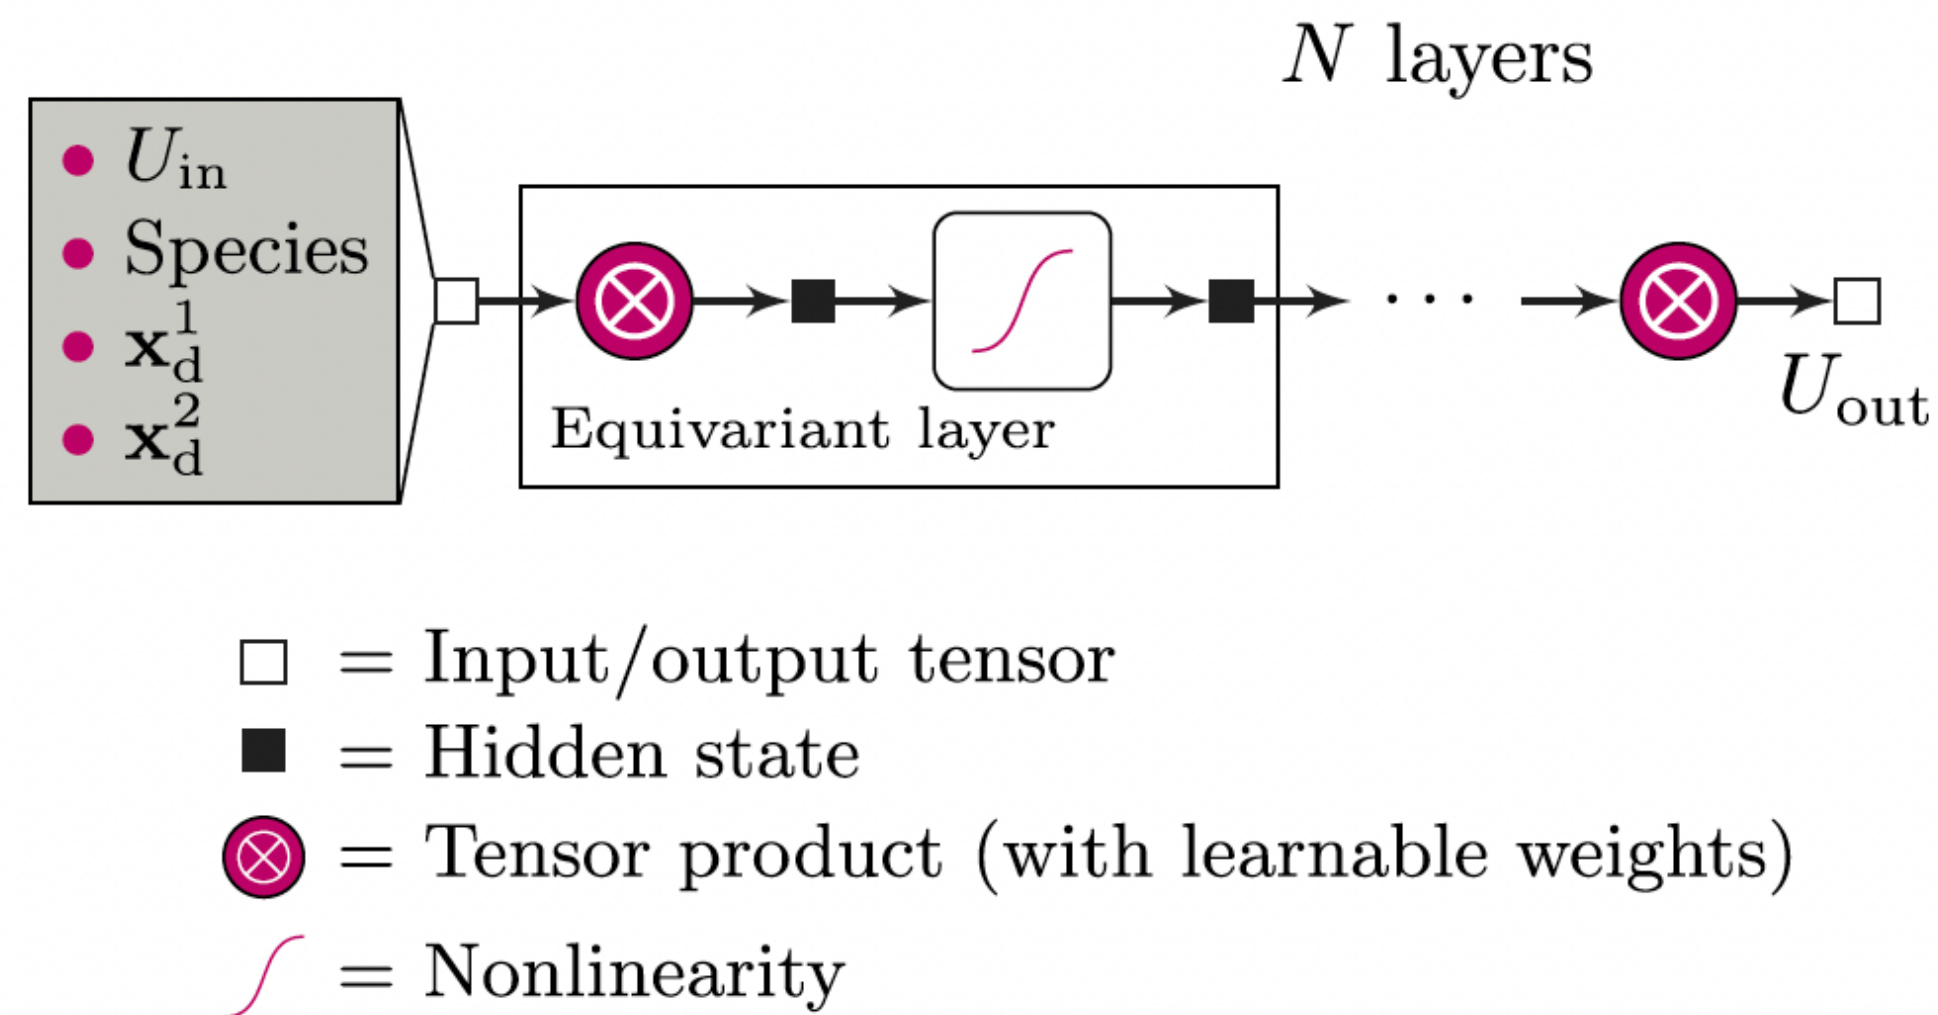 N layers
U_in
Species
x_d^1
x_d^2
Equivariant layer
···
U_out
= Input/output tensor
= Hidden state
= Tensor product (with learnable weights)
= Nonlinearity